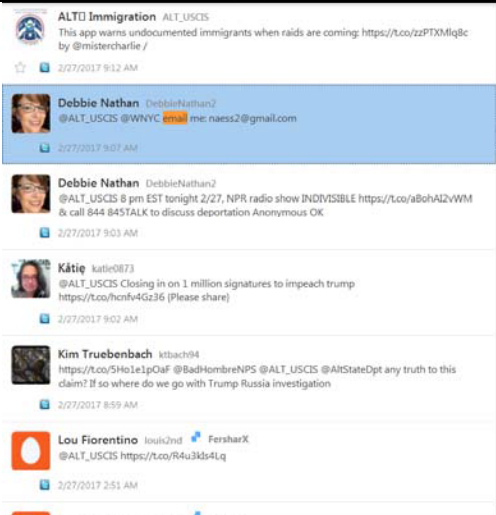 ALT▯ Immigration ALT_USCIS
This app warns undocumented immigrants when raids are coming: https://t.co/zzPTXMlq8c
by @mistercharlie /
2/27/2017 9:12 AM
Debbie Nathan DebbieNathan2
@ALT_USCIS @WNYC email me: naess2@gmail.com
2/27/2017 9:07 AM
Debbie Nathan DebbieNathan2
@ALT_USCIS 8 pm EST tonight 2/27, NPR radio show INDIVISIBLE https://t.co/aBohAI2vWM
& call 844 845TALK to discuss deportation Anonymous OK
2/27/2017 9:03 AM
Kåtię katie0873
@ALT_USCIS Closing in on 1 million signatures to impeach trump
https://t.co/hcnfv4Gz36 (Please share)
2/27/2017 9:02 AM
Kim Truebenbach ktbach94
https://t.co/5Ho1e1pOaF @BadHombreNPS @ALT_USCIS @AltStateDpt any truth to this
claim? If so where do we go with Trump Russia investigation
2/27/2017 8:59 AM
Lou Fiorentino louis2nd FersharX
@ALT_USCIS https://t.co/R4u3kIs4Lq
2/27/2017 2:51 AM